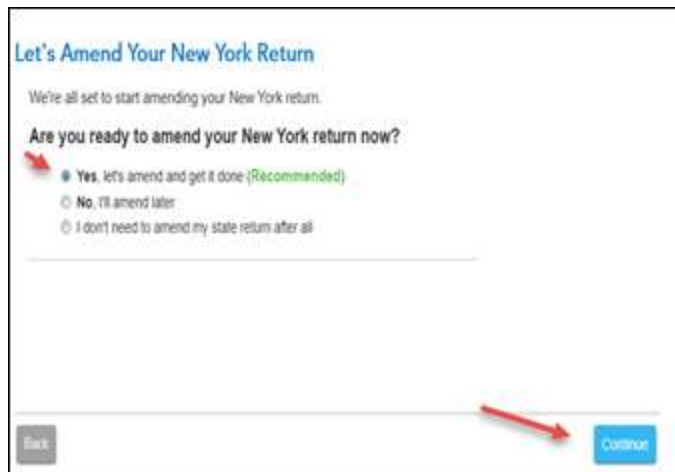 Let's Amend Your New York Return
We're all set to start amending your New York return.
Are you ready to amend your New York return now?
Yes, let's amend and get it done (Recommended)
No, I'll amend later
I don't need to amend my state return after all
Back
Continue